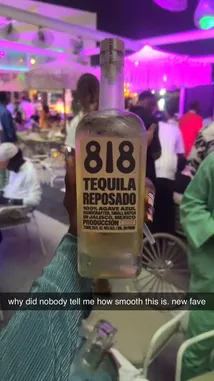 818
TEQUILA
REPOSADO
100% AGAVE AZUL
HANDCRAFTED, SMALL BATCH
IN JALISCO, MEXICO
PRODUCCIÓN
why did nobody tell me how smooth this is. new fave